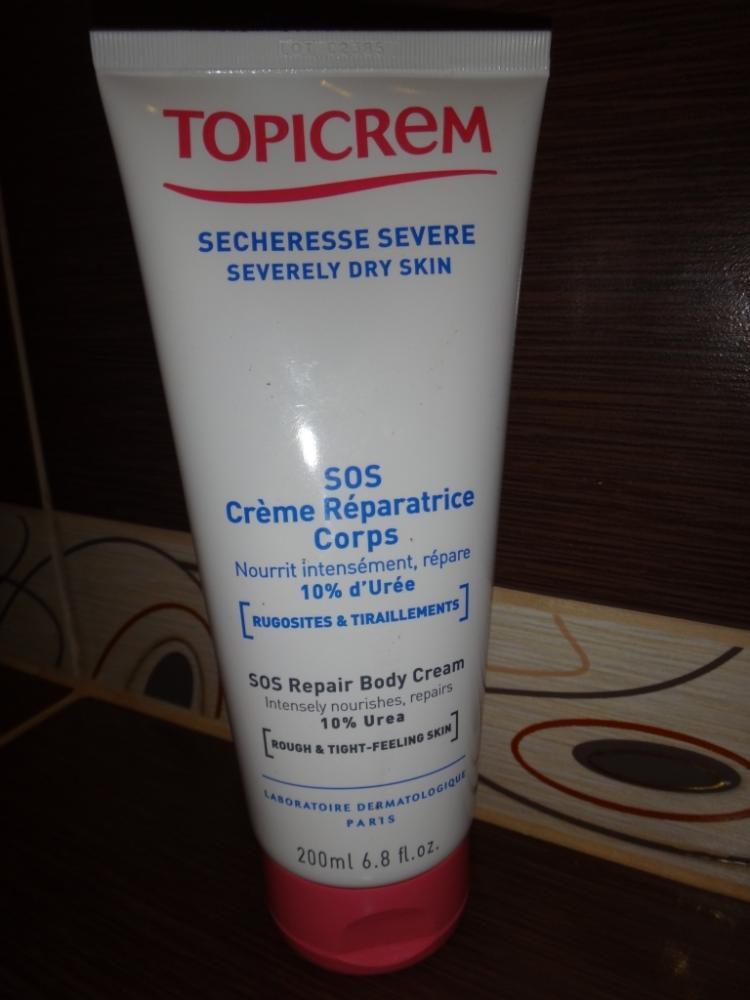 TOPICREM
SECHERESSE SEVERE
SEVERELY DRY SKIN
SOS
Crème Réparatrice
Corps
Nourrit intensément, répare
10% d'Urée
[RUGOSITES & TIRAILLEMENTS]
SOS Repair Body Cream
Intensely nourishes, repairs
10% Urea
[ROUGH & TIGHT-FEELING SKIN]
LABORATOIRE DERMATOLOGIQUE
PARIS
200ml 6.8 fl.oz.